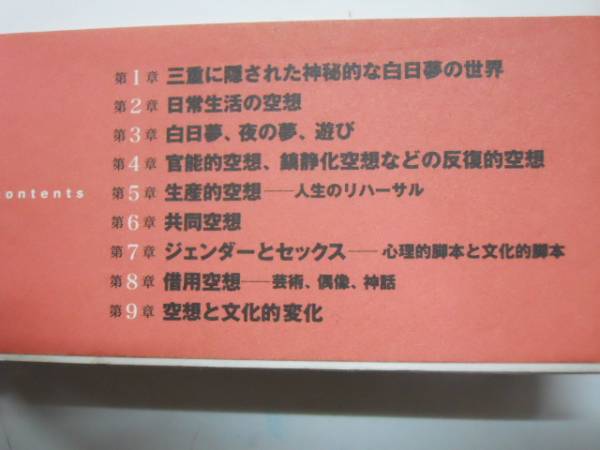 第1章 三重に隠された神秘的な白日夢の世界
第2章 日常生活の空想
第3章 白日夢、夜の夢、遊び
第4章 官能的空想、鎮静化空想などの反復的空想
ontents
第5章 生産的空想──人生のリハーサル
第6章 共同空想
第7章 ジェンダーとセックス──心理的脚本と文化的脚本
第8章 借用空想──芸術、偶像、神話
第9章 空想と文化的変化